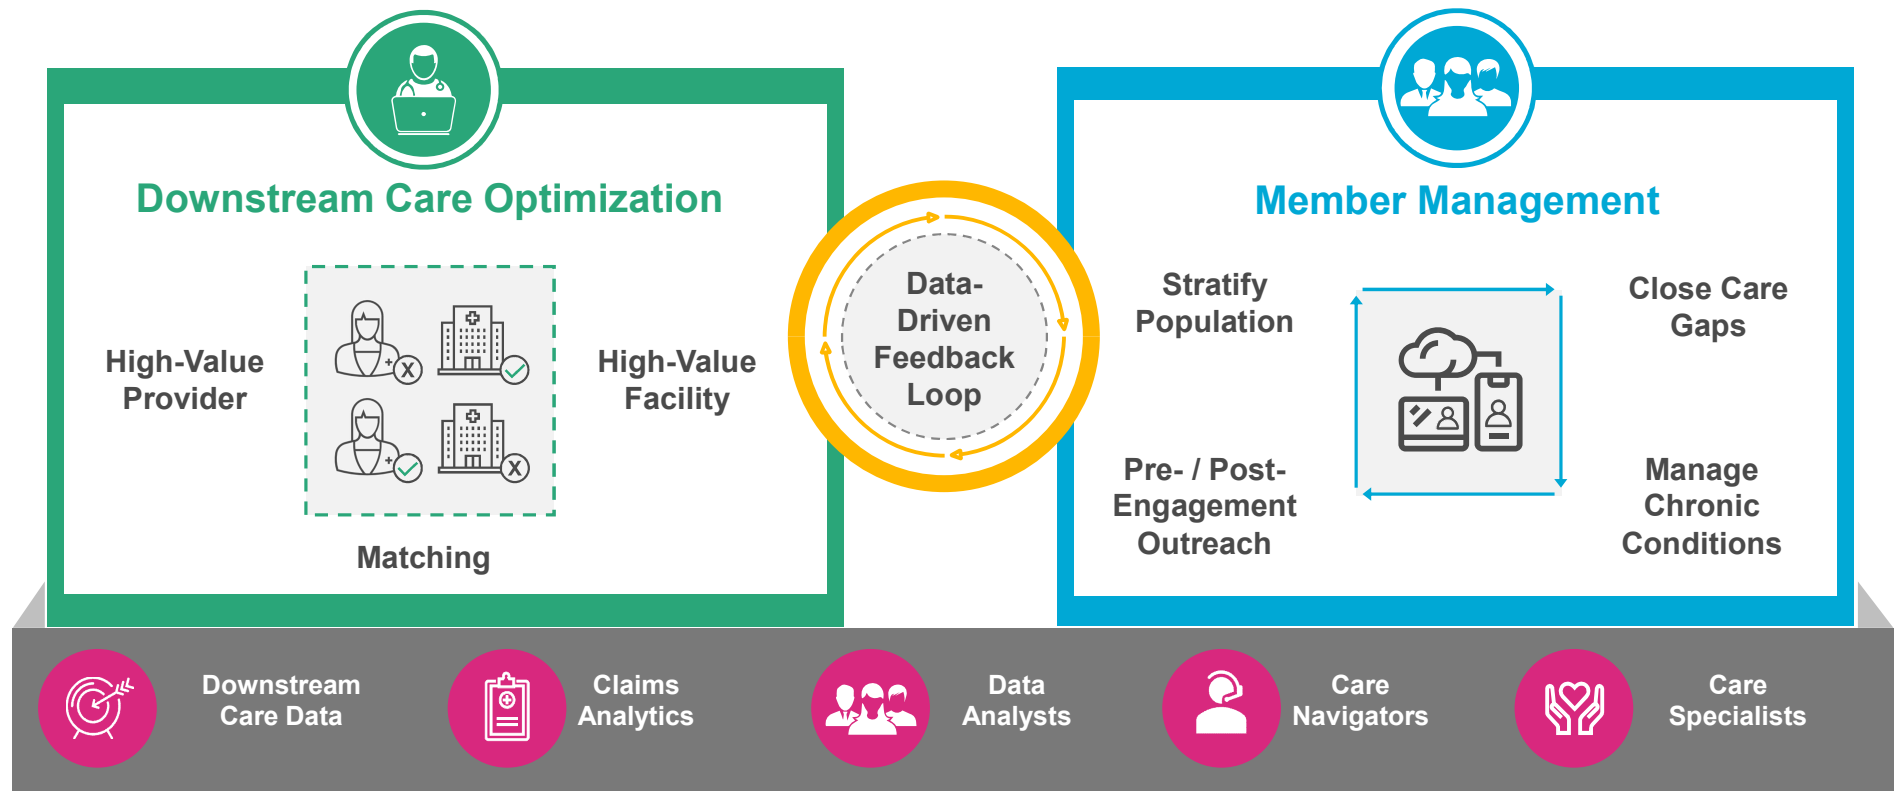 Downstream Care Optimization
High-Value
Provider
X
X
High-Value
Facility
Matching
Data-
Driven
Feedback
Loop
Member Management
Stratify
Population
Close Care
Gaps
Pre- / Post-
Engagement
Outreach
Manage
Chronic
Conditions
Downstream
Care Data
Claims
Analytics
Data
Analysts
Care
Navigators
Care
Specialists